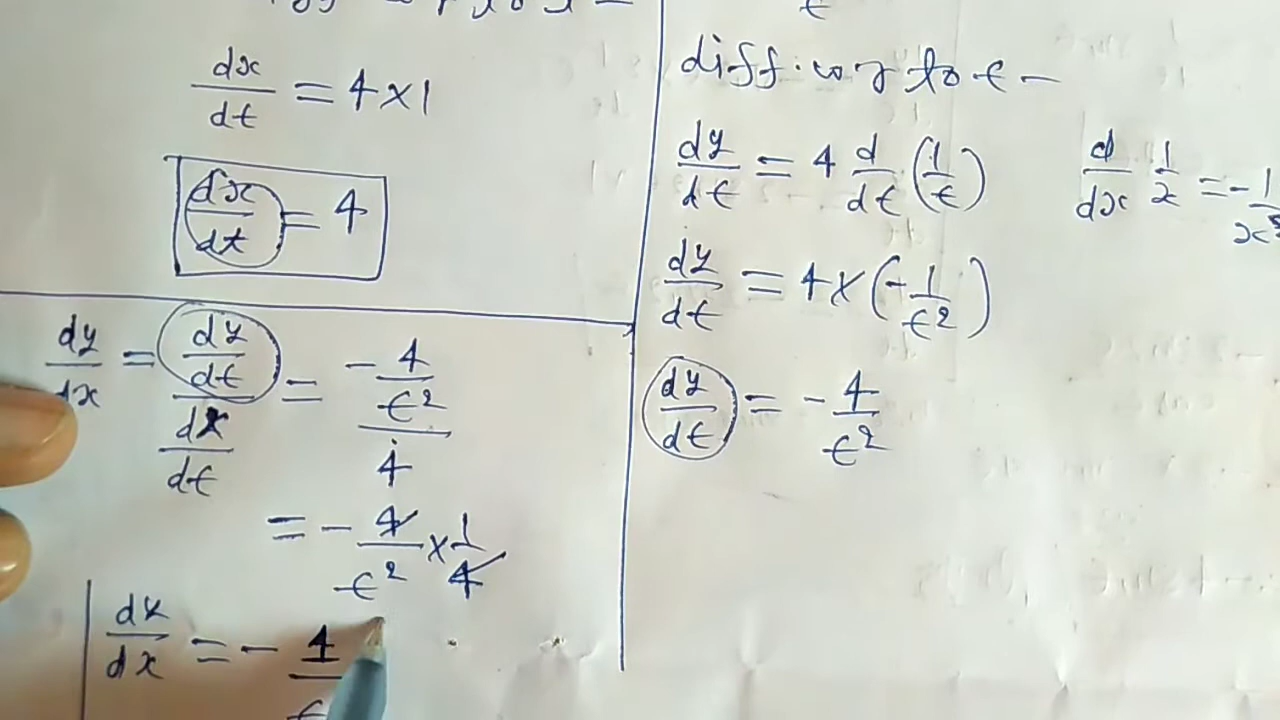 dx/dt = 4 × 1
dx/dt = 4
diff. w r to t –
dy/dt = 4 d/dt (1/t)
d/dx 1/x = - 1/x²
dy/dt = 4 × (- 1/t²)
dy/dt = - 4/t²
dy/dx = (dy/dt)/(dx/dt) = (- 4/t²)/4
= - 4/t² × 1/4
dy/dx = - 1/t